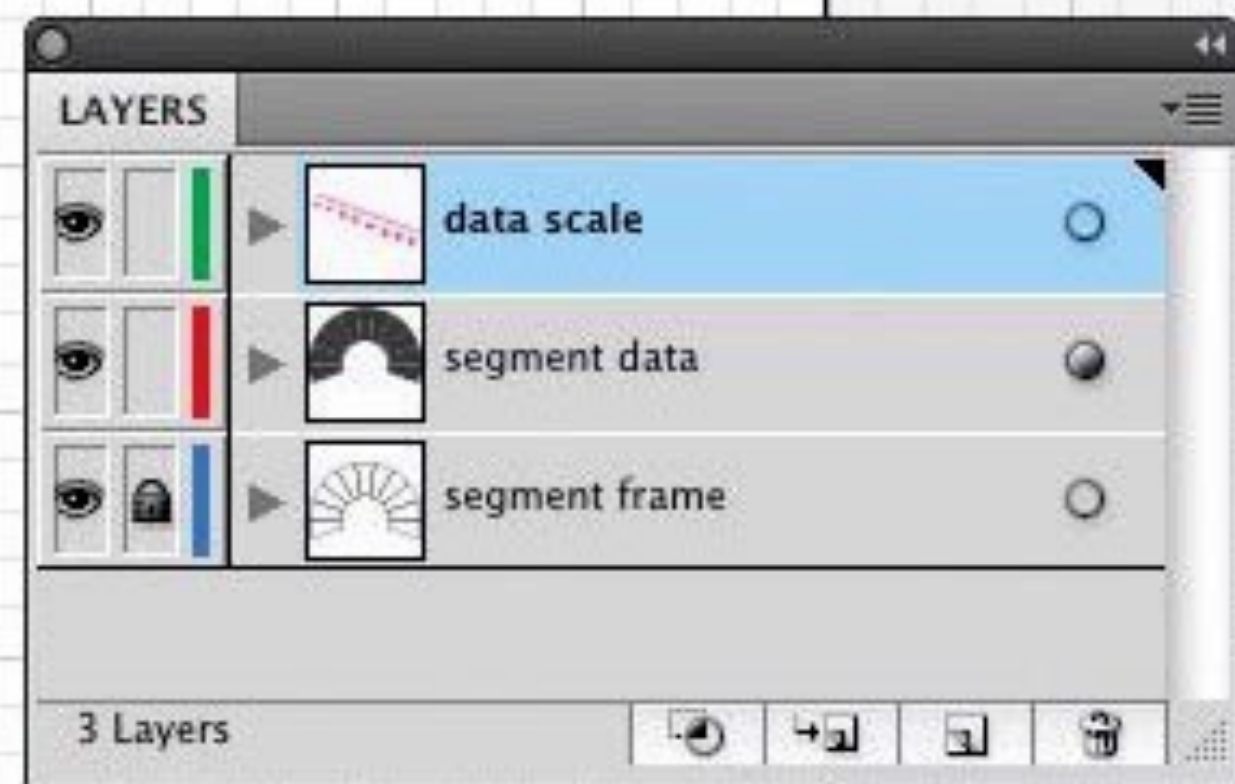 LAYERS
data scale
segment data
segment frame
3 Layers